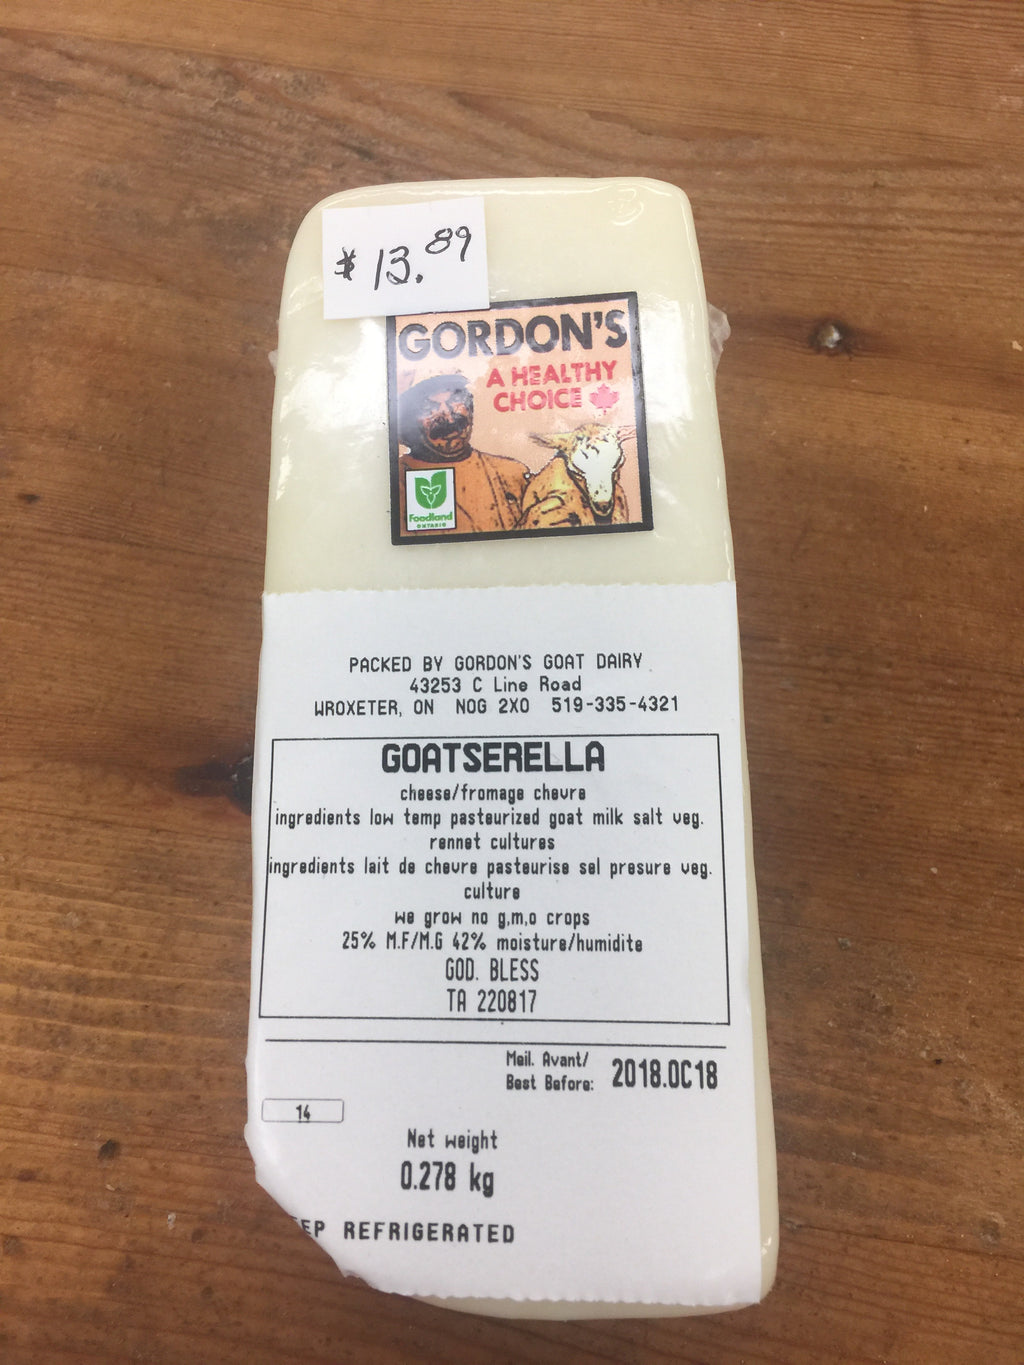 $ 13.89
GORDON'S
A HEALTHY
CHOICE
Foodland
ONTARIO
PACKED BY GORDON'S GOAT DAIRY
43253 C Line Road
WROXETER, ON NOG 2XO 519-335-4321
GOATSERELLA
cheese/fromage chevre
ingredients low temp pasteurized goat milk salt veg.
rennet cultures
ingredients lait de chevre pasteurise sel presure veg.
culture
we grow no g,m,o crops
25% M.F/M.G 42% moisture/humidite
GOD. BLESS
TA 220817
Meil. Avant/
Best Before: 2018.OC18
14
Net weight
0.278 kg
EP REFRIGERATED